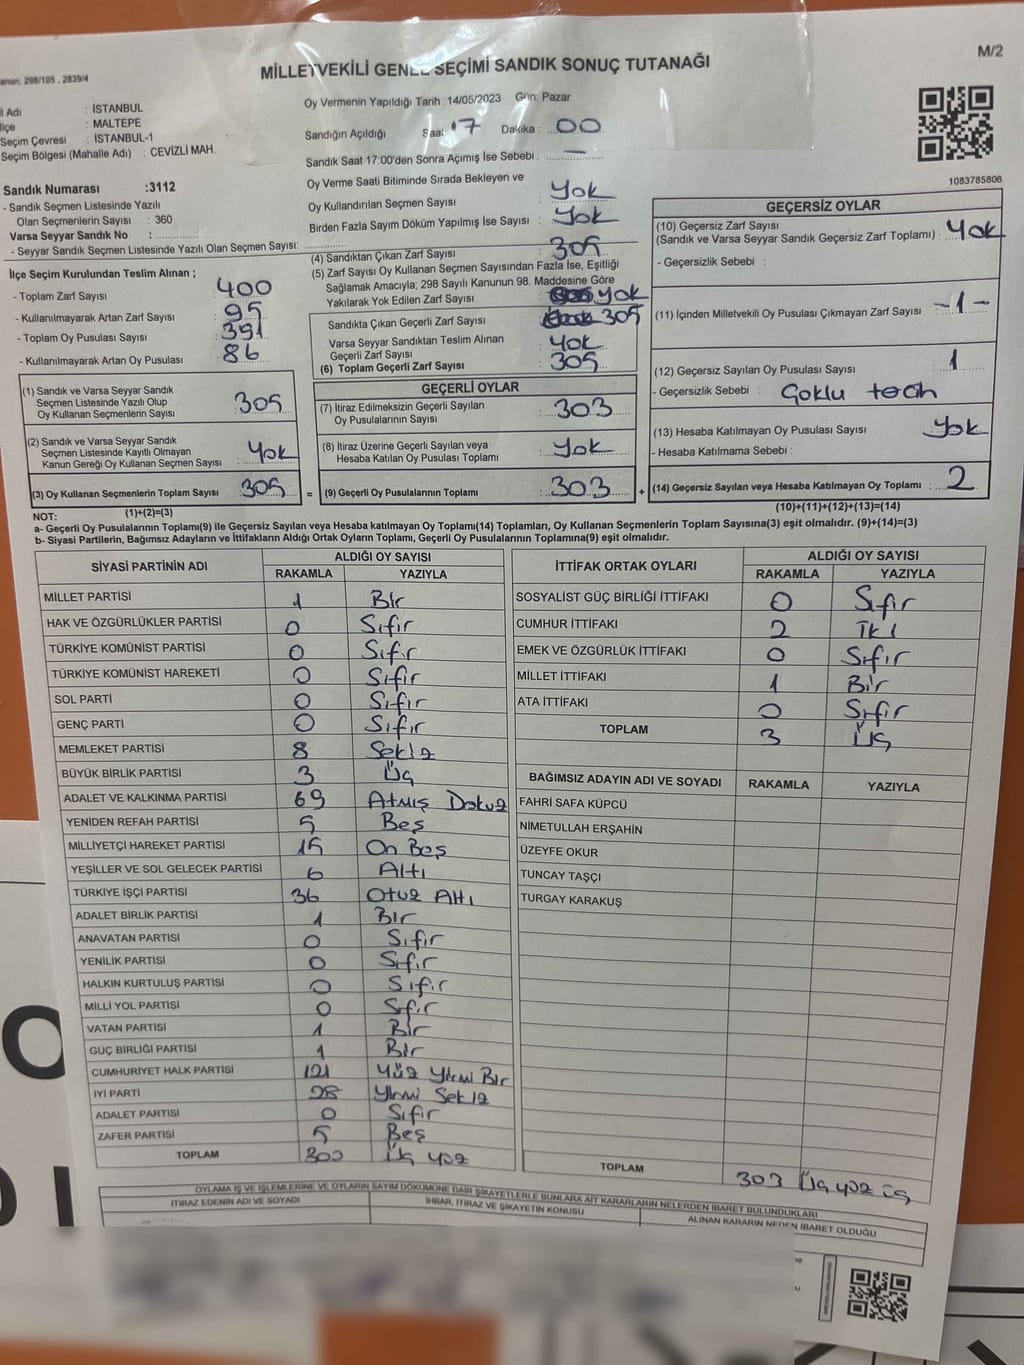 M/2
MİLLETVEKİLİ GENEL SEÇİMİ SANDIK SONUÇ TUTANAĞI
298/105 , 2839/4
Oy Vermenin Yapıldığı Tarih : 14/05/2023 Gün: Pazar
Adı : İSTANBUL
: MALTEPE
Seçim Çevresi : İSTANBUL-1
Seçim Bölgesi (Mahalle Adı) : CEVİZLİ MAH.
Sandığın Açıldığı Saat 17 Dakika : 00
Sandık Saat 17:00'den Sonra Açmış İse Sebebi : —
1083785806
Sandık Numarası :3112
- Sandık Seçmen Listesinde Yazılı
Olan Seçmenlerin Sayısı : 360
Varsa Seyyar Sandık No :
- Seyyar Sandık Seçmen Listesinde Yazılı Olan Seçmen Sayısı:
Oy Verme Saati Bitiminde Sırada Bekleyen ve
Oy Kullandırılan Seçmen Sayısı : Yok
Birden Fazla Sayım Döküm Yapılmış İse Sayısı : Yok
İlçe Seçim Kurulundan Teslim Alınan ;
- Toplam Zarf Sayısı : 400
- Kullanılmayarak Artan Zarf Sayısı : 95
- Toplam Oy Pusulası Sayısı : 391
- Kullanılmayarak Artan Oy Pusulası : 86
(4) Sandıktan Çıkan Zarf Sayısı : 305
(5) Zarf Sayısı Oy Kullanan Seçmen Sayısından Fazla İse, Eşitliği
Sağlamak Amacıyla; 298 Sayılı Kanunun 98. Maddesine Göre
Yakılarak Yok Edilen Zarf Sayısı : yok
Sandıkta Çıkan Geçerli Zarf Sayısı : 305
Varsa Seyyar Sandıktan Teslim Alınan
Geçerli Zarf Sayısı : Yok
(6) Toplam Geçerli Zarf Sayısı : 305
GEÇERSİZ OYLAR
(10) Geçersiz Zarf Sayısı
(Sandık ve Varsa Seyyar Sandık Geçersiz Zarf Toplamı) : Yok
- Geçersizlik Sebebi :
(11) İçinden Milletvekili Oy Pusulası Çıkmayan Zarf Sayısı : -1-
(12) Geçersiz Sayılan Oy Pusulası Sayısı : 1
- Geçersizlik Sebebi : Çoklu tecih
(13) Hesaba Katılmayan Oy Pusulası Sayısı : Yok
- Hesaba Katılmama Sebebi :
(1) Sandık ve Varsa Seyyar Sandık
Seçmen Listesinde Yazılı Olup
Oy Kullanan Seçmenlerin Sayısı : 305
(2) Sandık ve Varsa Seyyar Sandık
Seçmen Listesinde Kayıtlı Olmayan
Kanun Gereği Oy Kullanan Seçmen Sayısı : Yok
GEÇERLİ OYLAR
(7) İtiraz Edilmeksizin Geçerli Sayılan
Oy Pusulalarının Sayısı : 303
(8) İtiraz Üzerine Geçerli Sayılan veya
Hesaba Katılan Oy Pusulası Toplamı : Yok
(3) Oy Kullanan Seçmenlerin Toplam Sayısı : 305 = (9) Geçerli Oy Pusulalarının Toplamı : 303 + (14) Geçersiz Sayılan veya Hesaba Katılmayan Oy Toplamı : 2
(1)+(2)=(3)
(10)+(11)+(12)+(13)=(14)
NOT:
a- Geçerli Oy Pusulalarının Toplamı(9) ile Geçersiz Sayılan veya Hesaba katılmayan Oy Toplamı(14) Toplamları, Oy Kullanan Seçmenlerin Toplam Sayısına(3) eşit olmalıdır. (9)+(14)=(3)
b- Siyasi Partilerin, Bağımsız Adayların ve İttifakların Aldığı Ortak Oyların Toplamı, Geçerli Oy Pusulalarının Toplamına(9) eşit olmalıdır.
SİYASİ PARTİNİN ADI ALDIĞI OY SAYISI
RAKAMLA YAZIYLA
MİLLET PARTİSİ 1 Bir
HAK VE ÖZGÜRLÜKLER PARTİSİ 0 Sıfır
TÜRKİYE KOMÜNİST PARTİSİ 0 Sıfır
TÜRKİYE KOMÜNİST HAREKETİ 0 Sıfir
SOL PARTİ 0 Sıfır
GENÇ PARTİ 0 Sıfır
MEMLEKET PARTİSİ 8 Sekiz
BÜYÜK BİRLİK PARTİSİ 3 Üç
ADALET VE KALKINMA PARTİSİ 69 Atmış Dokuz
YENİDEN REFAH PARTİSİ 5 Beş
MİLLİYETÇİ HAREKET PARTİSİ 15 On Beş
YEŞİLLER VE SOL GELECEK PARTİSİ 6 Altı
TÜRKİYE İŞÇİ PARTİSİ 36 Otuz Altı
ADALET BİRLİK PARTİSİ 1 Bir
ANAVATAN PARTİSİ 0 Sıfır
YENİLİK PARTİSİ 0 Sıfır
HALKIN KURTULUŞ PARTİSİ 0 Sıfır
MİLLİ YOL PARTİSİ 0 Sıfır
VATAN PARTİSİ 1 Bir
GÜÇ BİRLİĞİ PARTİSİ 1 Bir
CUMHURİYET HALK PARTİSİ 121 Yüz Yirmi Bir
İYİ PARTİ 28 Yirmi Sekiz
ADALET PARTİSİ 0 Sıfır
ZAFER PARTİSİ 5 Beş
TOPLAM 300 Üç yüz
İTTİFAK ORTAK OYLARI ALDIĞI OY SAYISI
RAKAMLA YAZIYLA
SOSYALİST GÜÇ BİRLİĞİ İTTİFAKI 0 Sıfır
CUMHUR İTTİFAKI 2 İki
EMEK VE ÖZGÜRLÜK İTTİFAKI 0 Sıfır
MİLLET İTTİFAKI 1 Bir
ATA İTTİFAKI 0 Sıfır
TOPLAM 3 Üç
BAĞIMSIZ ADAYIN ADI VE SOYADI RAKAMLA YAZIYLA
FAHRİ SAFA KÜPCÜ
NİMETULLAH ERŞAHİN
ÜZEYFE OKUR
TUNCAY TAŞÇI
TURGAY KARAKUŞ
TOPLAM 303 Üç yüz üç
OYLAMA İŞ VE İŞLEMLERİNE VE OYLARIN SAYIM DÖKÜMÜNE DAİR ŞİKAYETLERLE BUNLARA AİT KARARLARIN NELERDEN İBARET BULUNDUKLARI
İTİRAZ EDENİN ADI VE SOYADI İHBAR, İTİRAZ VE ŞİKAYETİN KONUSU ALINAN KARARIN NEDEN İBARET OLDUĞU